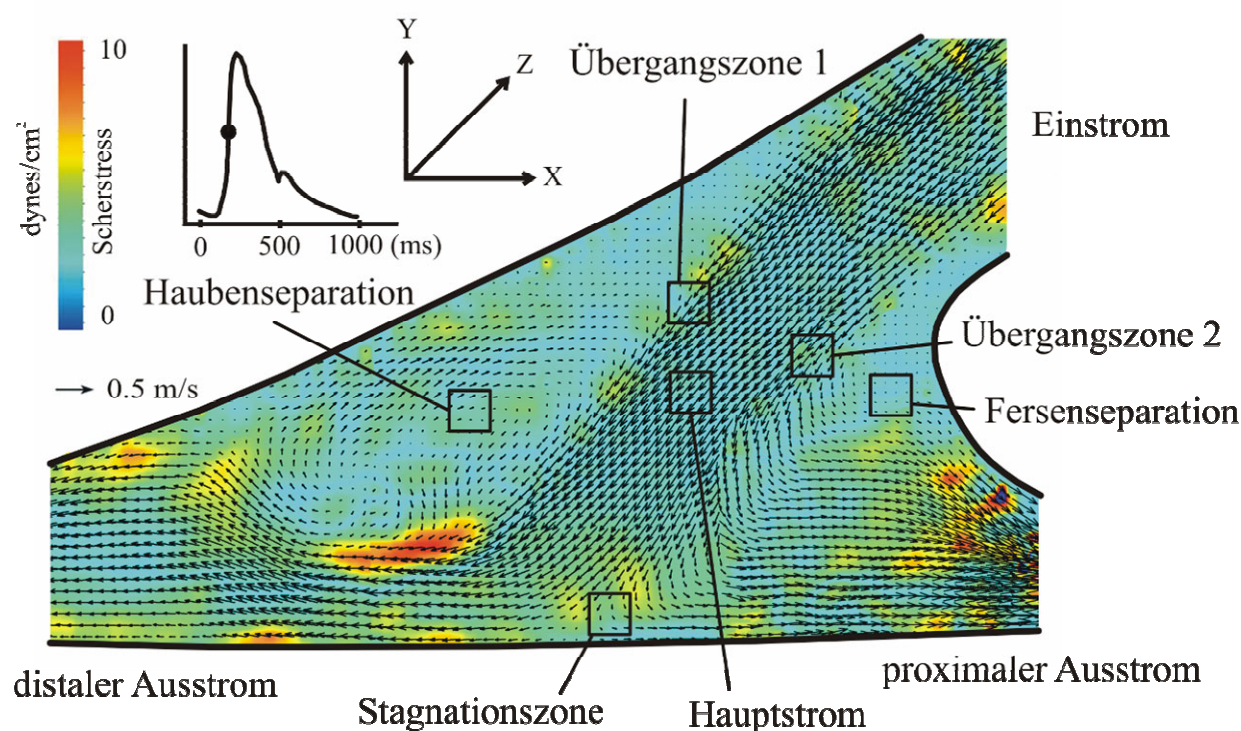 10
dynes/cm²
Scherstress
0
0 500 1000 (ms)
Y
Z
X
Übergangszone 1
Einstrom
Haubenseparation
Übergangszone 2
0.5 m/s
Fersenseparation
distaler Ausstrom
proximaler Ausstrom
Stagnationszone
Hauptstrom